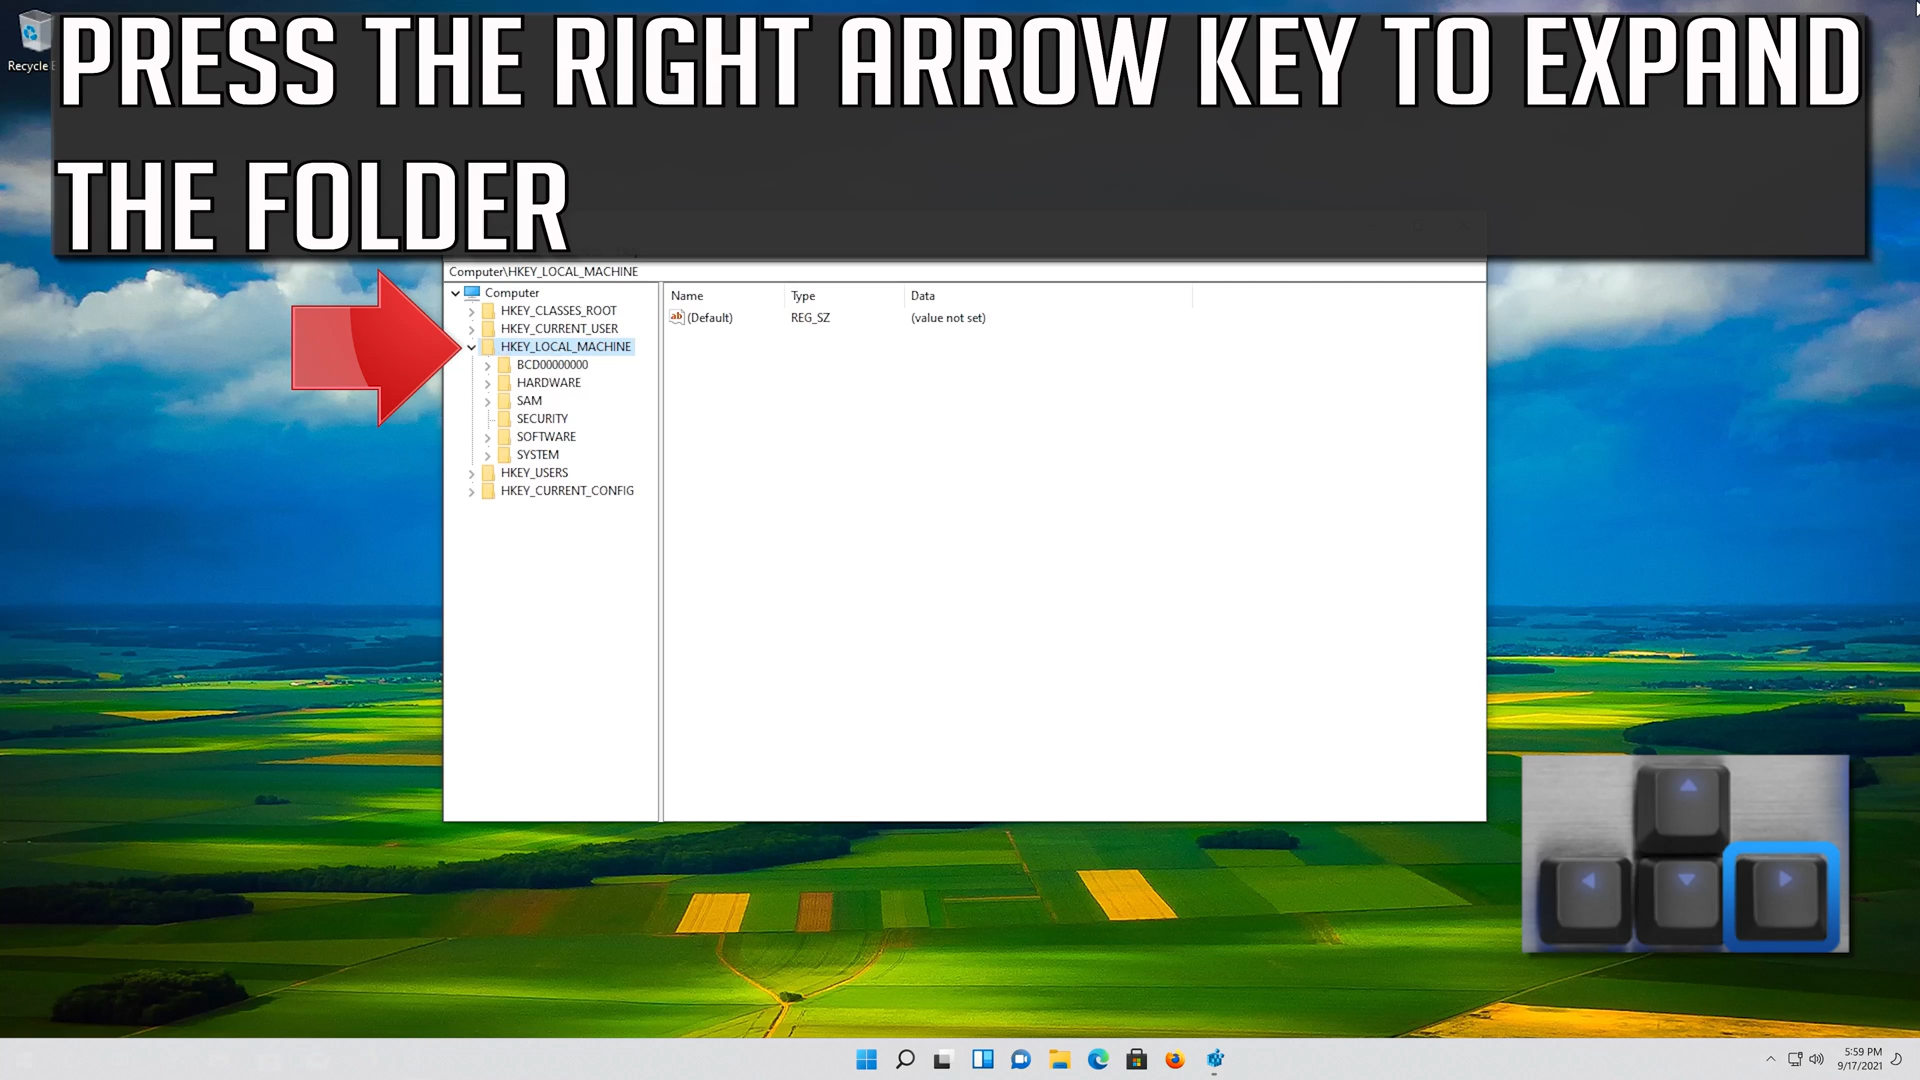 PRESS THE RIGHT ARROW KEY TO EXPAND
THE FOLDER
Recycle
Computer\HKEY_LOCAL_MACHINE
Computer
HKEY_CLASSES_ROOT
HKEY_CURRENT_USER
HKEY_LOCAL_MACHINE
BCD00000000
HARDWARE
SAM
SECURITY
SOFTWARE
SYSTEM
HKEY_USERS
HKEY_CURRENT_CONFIG
Name Type Data
ab (Default) REG_SZ (value not set)
5:59 PM
9/17/2021